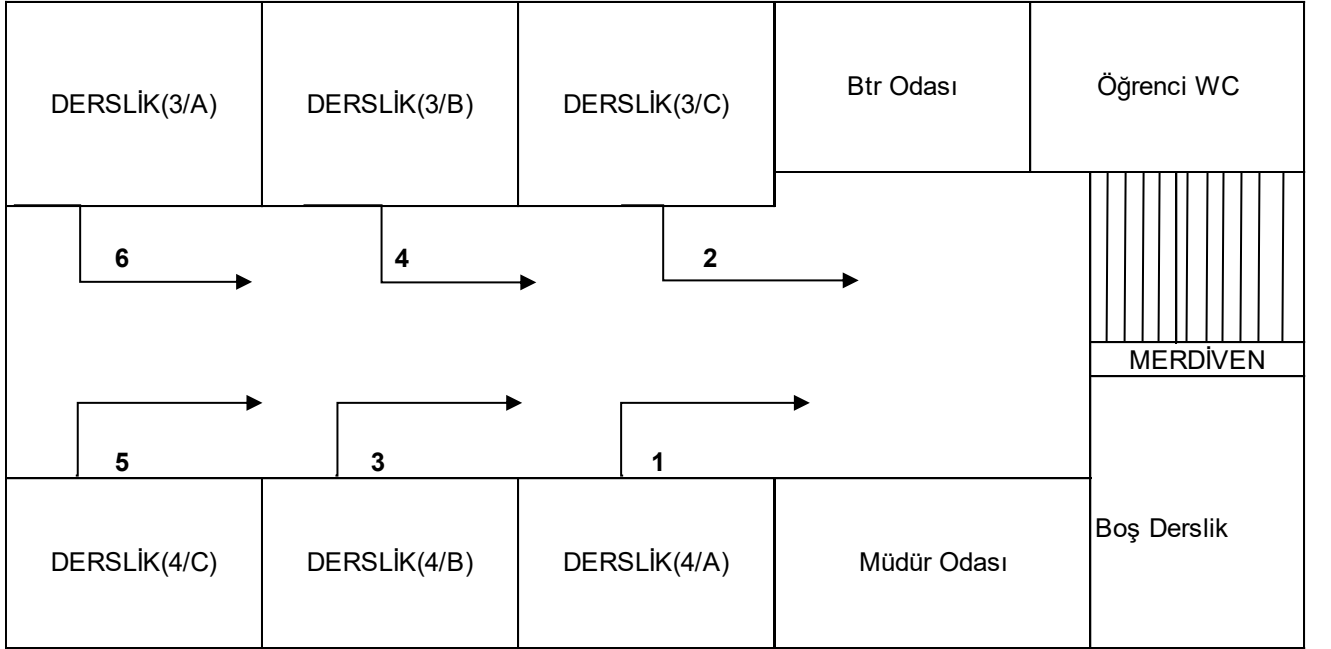 DERSLİK(3/A)
DERSLİK(3/B)
DERSLİK(3/C)
Btr Odası
Öğrenci WC
6
4
2
MERDİVEN
5
3
1
DERSLİK(4/C)
DERSLİK(4/B)
DERSLİK(4/A)
Müdür Odası
Boş Derslik